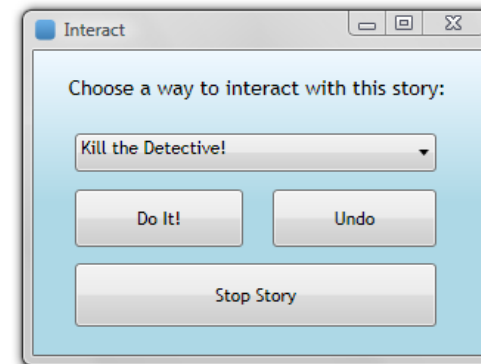 Interact
Choose a way to interact with this story:
Kill the Detective!
Do It!
Undo
Stop Story